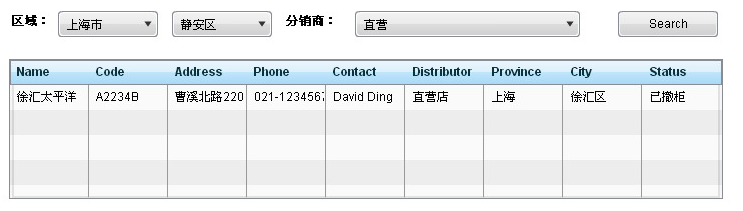 区域： 上海市 静安区 分销商： 直营 Search
Name Code Address Phone Contact Distributor Province City Status
徐汇太平洋 A2234B 曹溪北路220 021-1234567 David Ding 直营店 上海 徐汇区 已撤柜